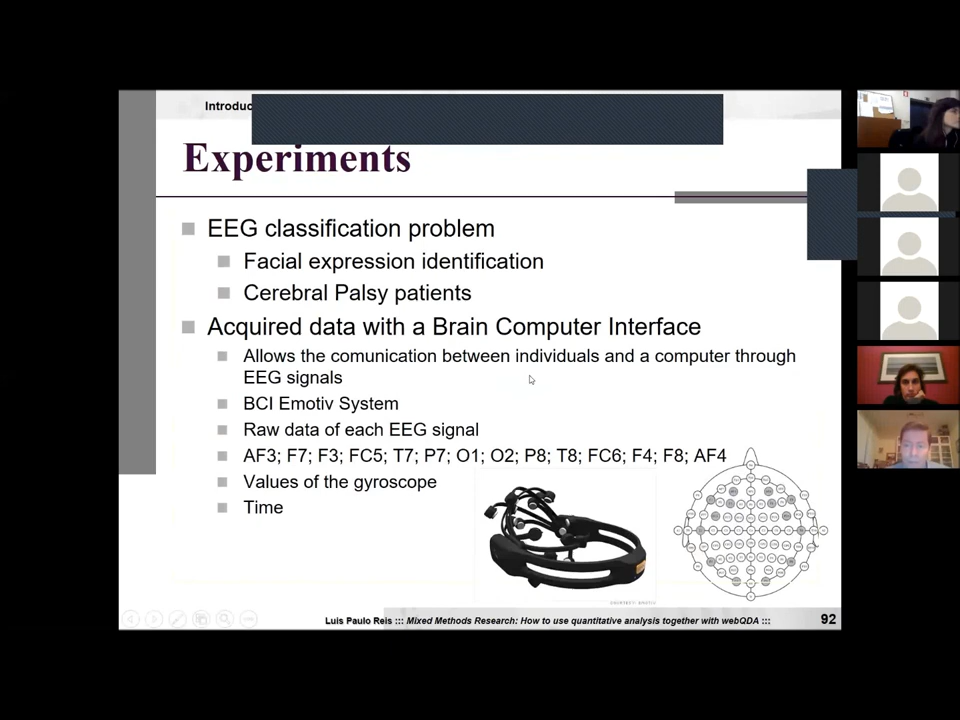 Introduc
Experiments
EEG classification problem
Facial expression identification
Cerebral Palsy patients
Acquired data with a Brain Computer Interface
Allows the comunication between individuals and a computer through
EEG signals
BCI Emotiv System
Raw data of each EEG signal
AF3; F7; F3; FC5; T7; P7; O1; O2; P8; T8; FC6; F4; F8; AF4
Values of the gyroscope
Time
Luis Paulo Reis ::: Mixed Methods Research: How to use quantitative analysis together with webQDA :::
92